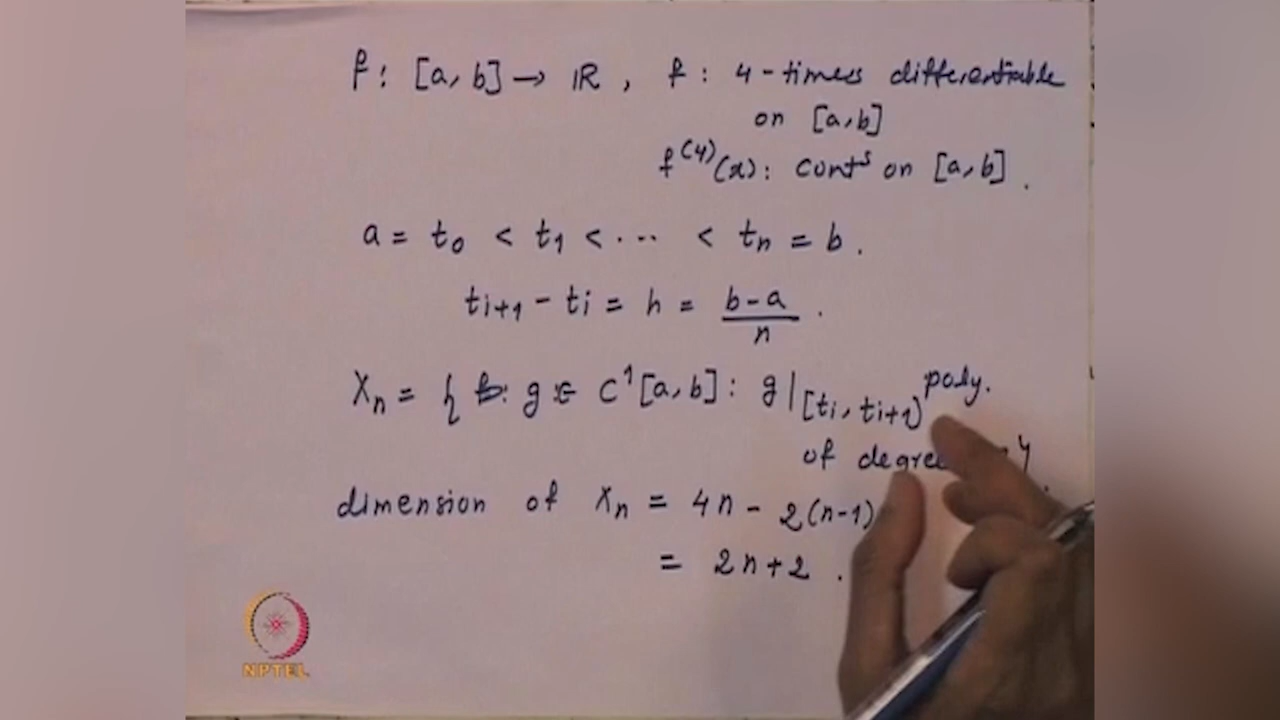 f : [a, b] → ℝ, f : 4-times differentiable
on [a, b]
f⁽⁴⁾(x) : contˢ on [a, b].
a = t₀ < t₁ < ··· < tₙ = b.
tᵢ₊₁ - tᵢ = h = (b-a)/n.
Xₙ = { g ∈ C¹[a, b] : g|[tᵢ, tᵢ₊₁] poly.
of degree
dimension of Xₙ = 4n - 2(n-1)
= 2n+2.
NPTEL